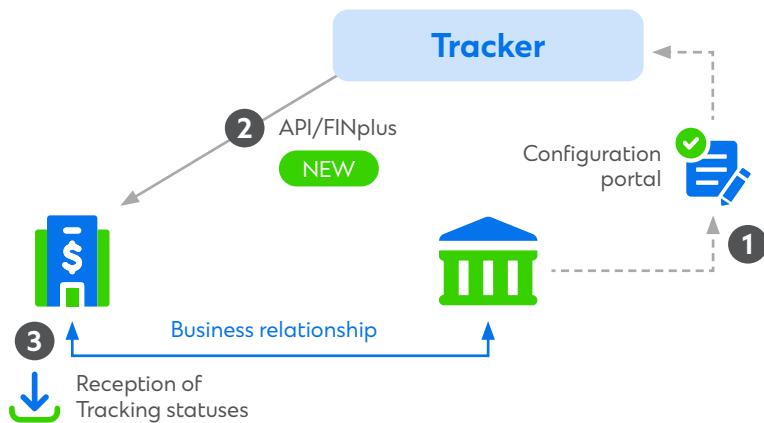 Tracker
2
API/FINplus
NEW
Configuration
portal
1
$
Business relationship
3
Reception of
Tracking statuses